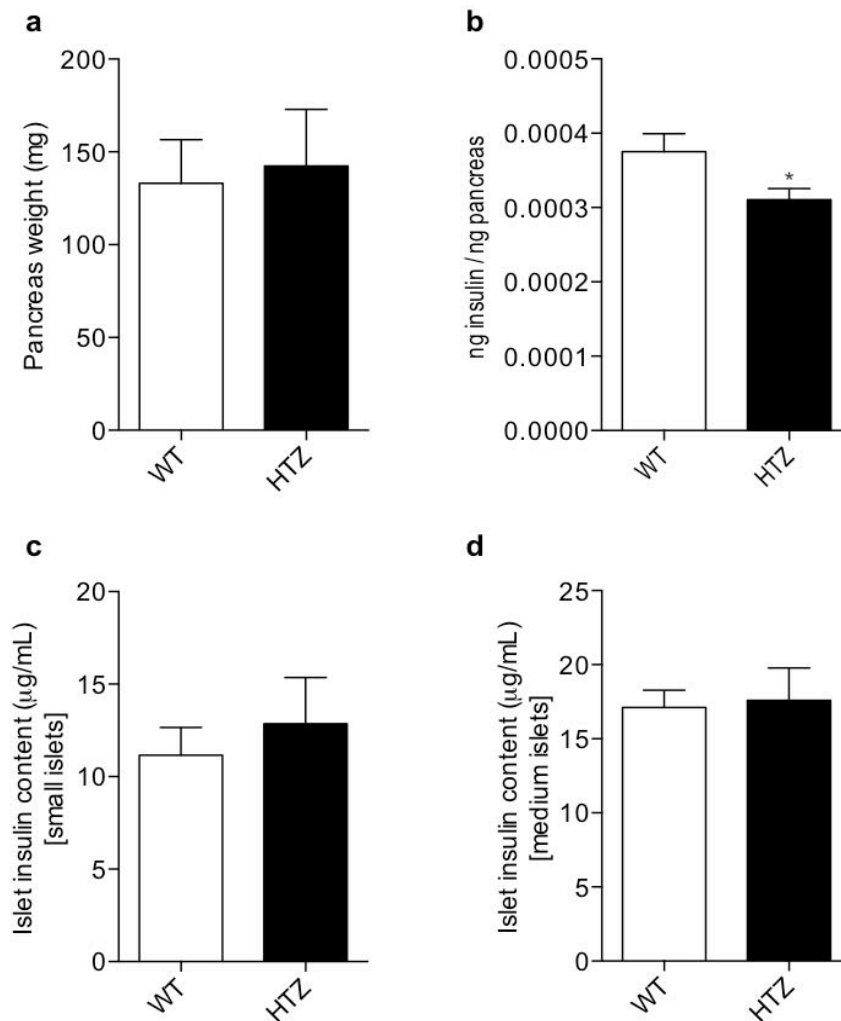 a
Pancreas weight (mg)
200
150
100
50
0
WT
HTZ
b
ng insulin / ng pancreas
0.0005
0.0004
0.0003
0.0002
0.0001
0.0000
*
WT
HTZ
c
Islet insulin content (μg/mL)
[small islets]
20
15
10
5
0
WT
HTZ
d
Islet insulin content (μg/mL)
[medium islets]
25
20
15
10
5
0
WT
HTZ